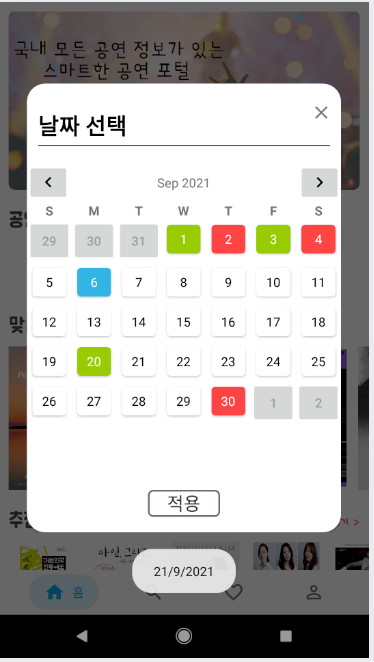 국내 모든 공연 정보가 있는
스마트한 공연 포털
날짜 선택
Sep 2021
S M T W T F S
29 30 31 1 2 3 4
5 6 7 8 9 10 11
12 13 14 15 16 17 18
19 20 21 22 23 24 25
26 27 28 29 30 1 2
적용
공
맞
추
21/9/2021
홈